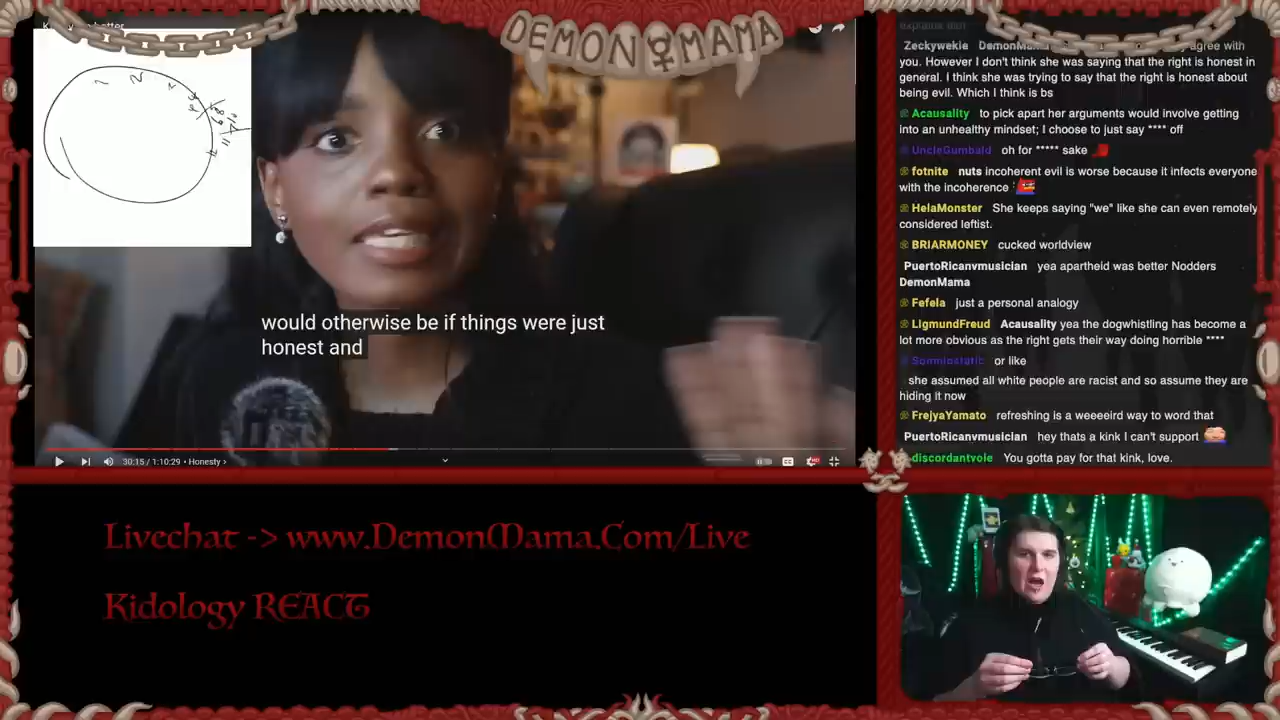 DEMON MAMA
would otherwise be if things were just
honest and
30:15 / 1:10:29 • Honesty ›
explains alot
Zeckywekie DemonMama agree with
you. However I don't think she was saying that the right is honest in
general. I think she was trying to say that the right is honest about
being evil. Which I think is bs
Acausality to pick apart her arguments would involve getting
into an unhealthy mindset; I choose to just say **** off
UncleGumbald oh for ***** sake
fotnite nuts incoherent evil is worse because it infects everyone
with the incoherence
HelaMonster She keeps saying "we" like she can even remotely
considered leftist.
BRIARMONEY cucked worldview
PuertoRicanvmusician yea apartheid was better Nodders
DemonMama
Fefela just a personal analogy
LigmundFreud Acausality yea the dogwhistling has become a
lot more obvious as the right gets their way doing horrible ****
Somniostatic or like
she assumed all white people are racist and so assume they are
hiding it now
FrejyaYamato refreshing is a weeeeird way to word that
PuertoRicanvmusician hey thats a kink I can't support
discordantvole You gotta pay for that kink, love.
Livechat -> www.DemonMama.Com/Live
Kidology REACT